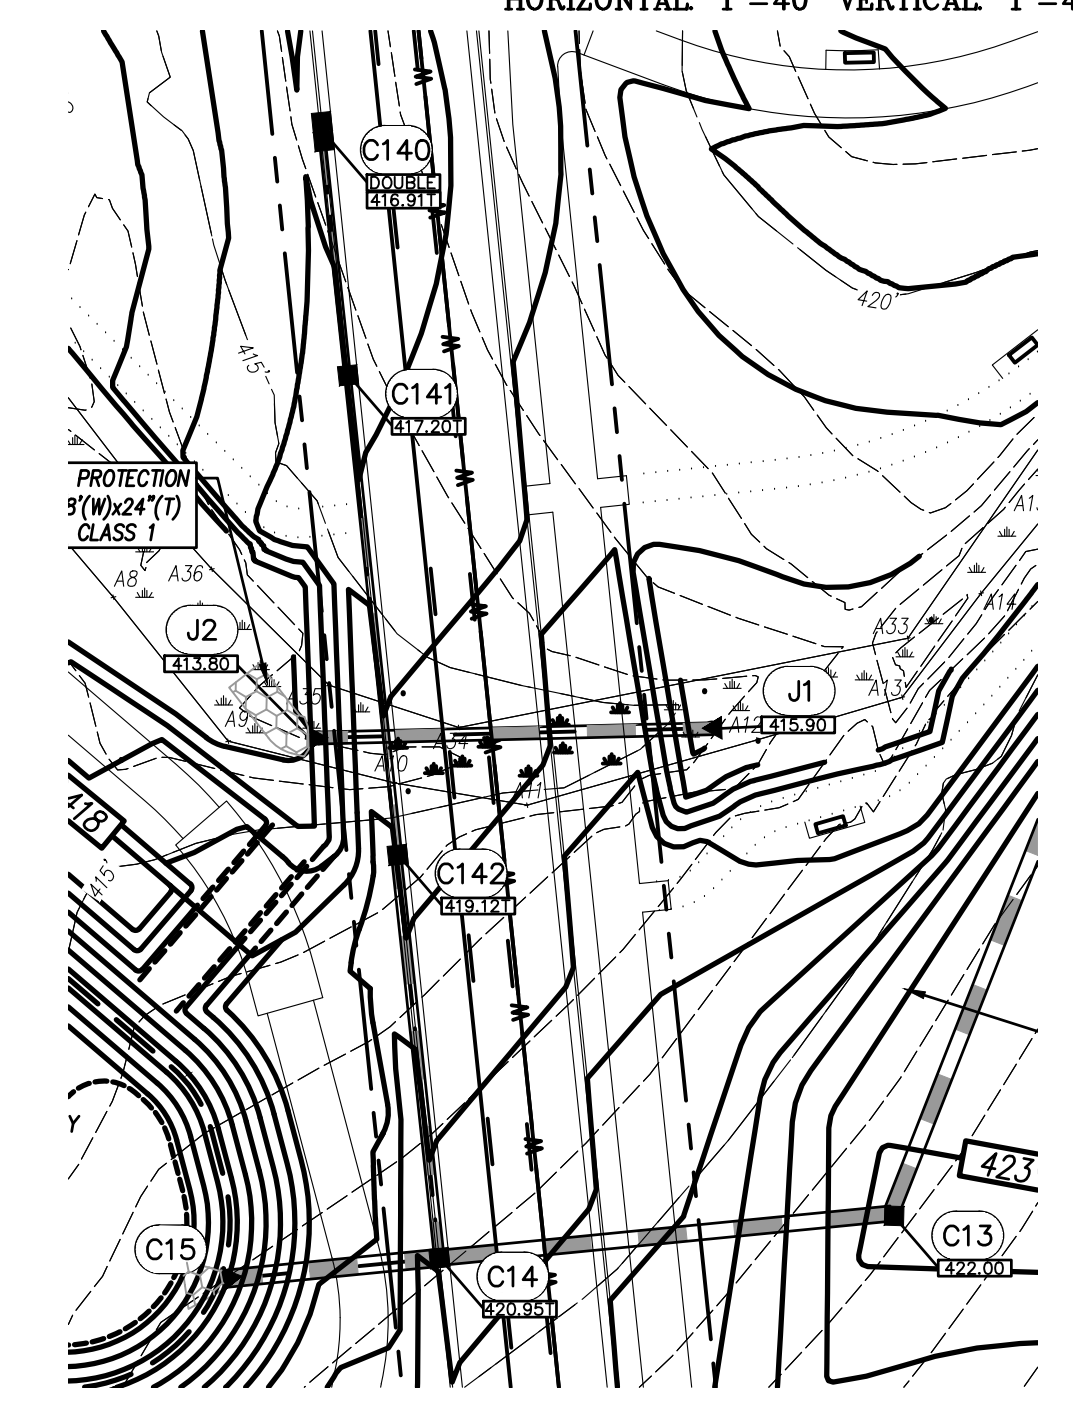 HORIZONTAL: 1"=40' VERTICAL: 1"=4
C140
DOUBLE
416.91T
420'
415'
C141
417.20T
PROTECTION
8'(W)x24"(T)
CLASS 1
A8
A36
A14
A33
J2
413.80
A13
J1
415.90
A35
A9
A12
A34
A10
A11
418
415'
C142
419.12T
Y
423
C15
C13
422.00
C14
420.95T